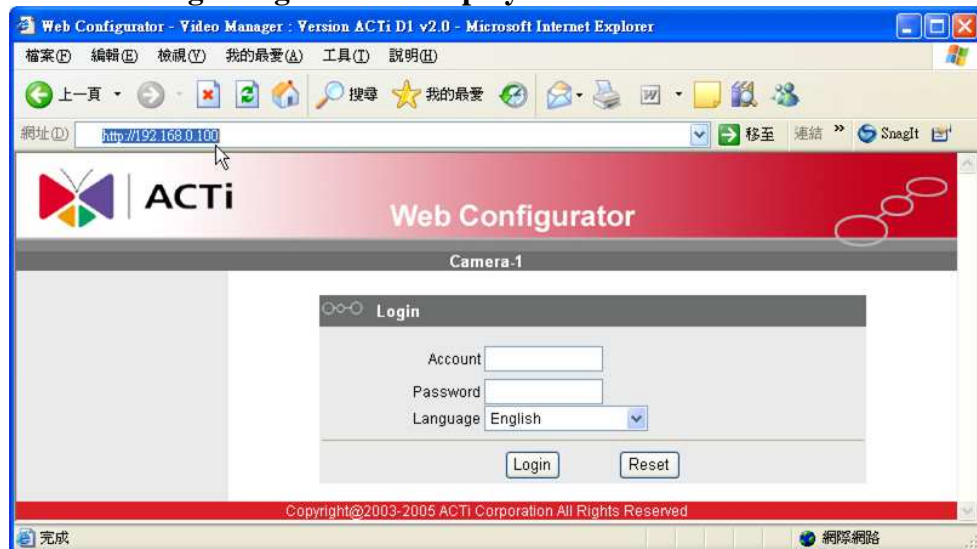 Web Configurator - Video Manager : Version ACTi D1 v2.0 - Microsoft Internet Explorer
檔案(F) 編輯(E) 檢視(V) 我的最愛(A) 工具(T) 說明(H)
上一頁 搜尋 我的最愛
網址(D) http://192.168.0.100 移至 連結 » SnagIt
ACTi
Web Configurator
Camera-1
Login
Account
Password
Language English
Login Reset
Copyright@2003-2005 ACTi Corporation All Rights Reserved
完成 網際網路